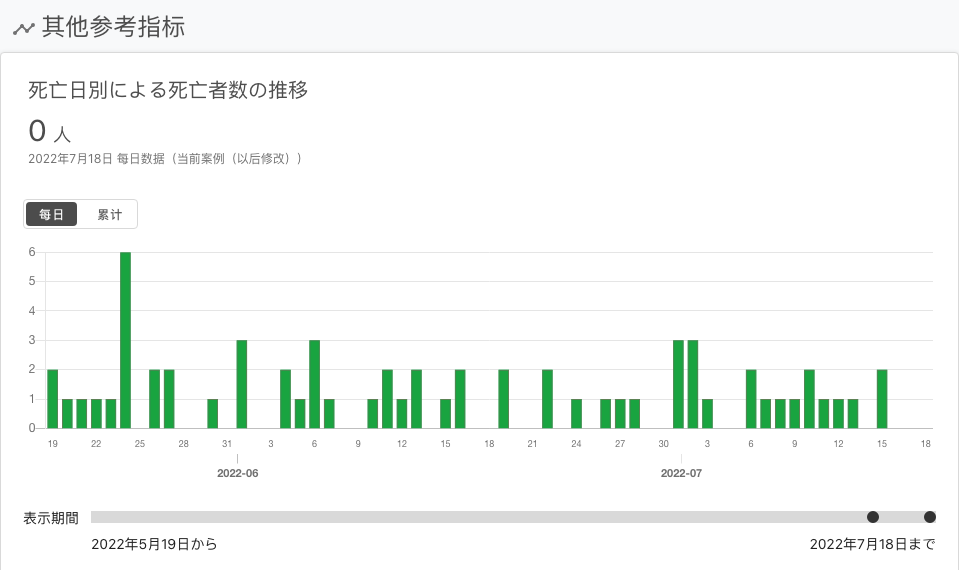 其他参考指标
死亡日別による死亡者数の推移
0 人
2022年7月18日 每日数据（当前案例（以后修改））
每日 累计
6
5
4
3
2
1
0
19 22 25 28 31 3 6 9 12 15 18 21 24 27 30 3 6 9 12 15 18
2022-06 2022-07
表示期間
2022年5月19日から 2022年7月18日まで